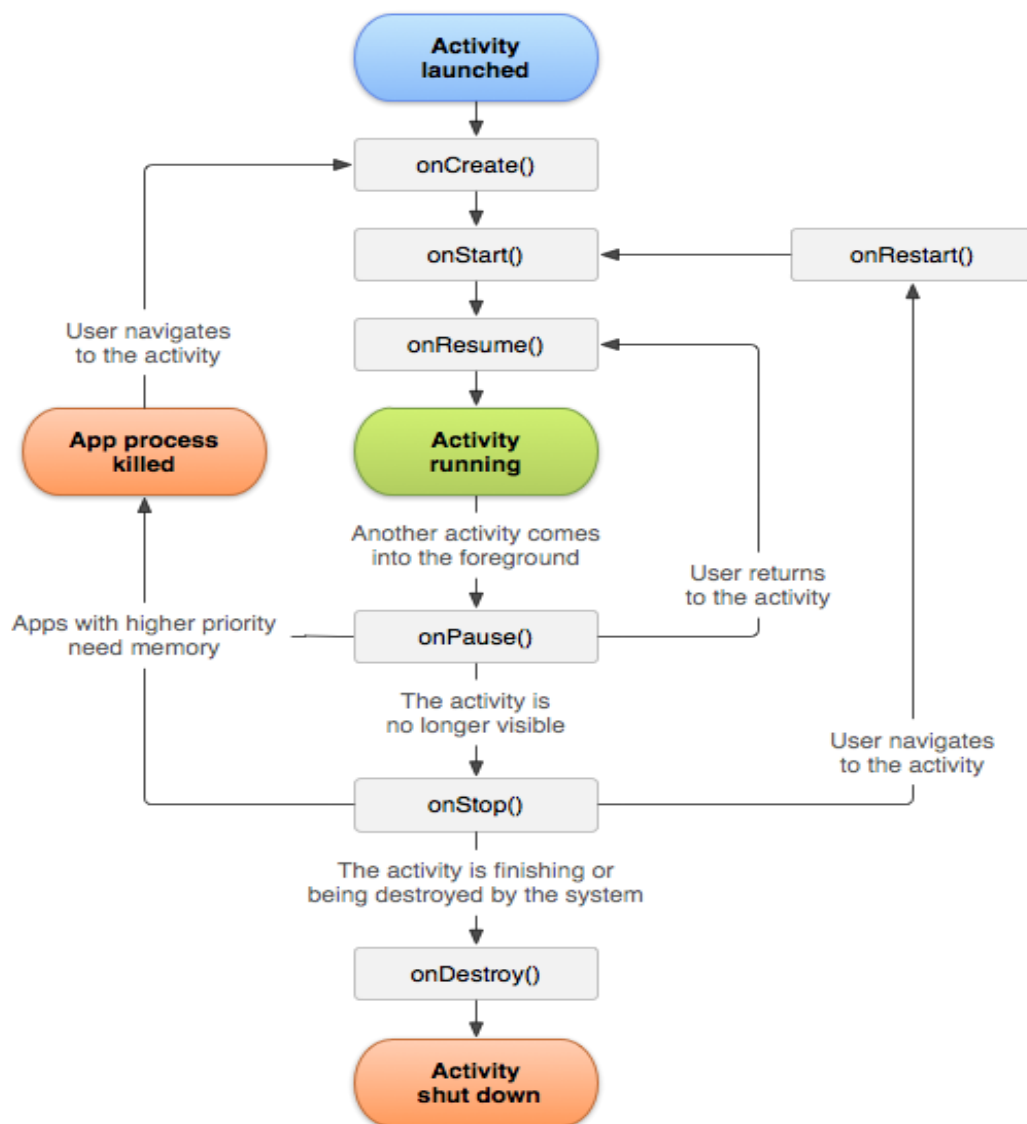 Activity
launched
onCreate()
onStart()
onRestart()
User navigates
to the activity
onResume()
App process
killed
Activity
running
Another activity comes
into the foreground
User returns
to the activity
Apps with higher priority
need memory
onPause()
The activity is
no longer visible
User navigates
to the activity
onStop()
The activity is finishing or
being destroyed by the system
onDestroy()
Activity
shut down